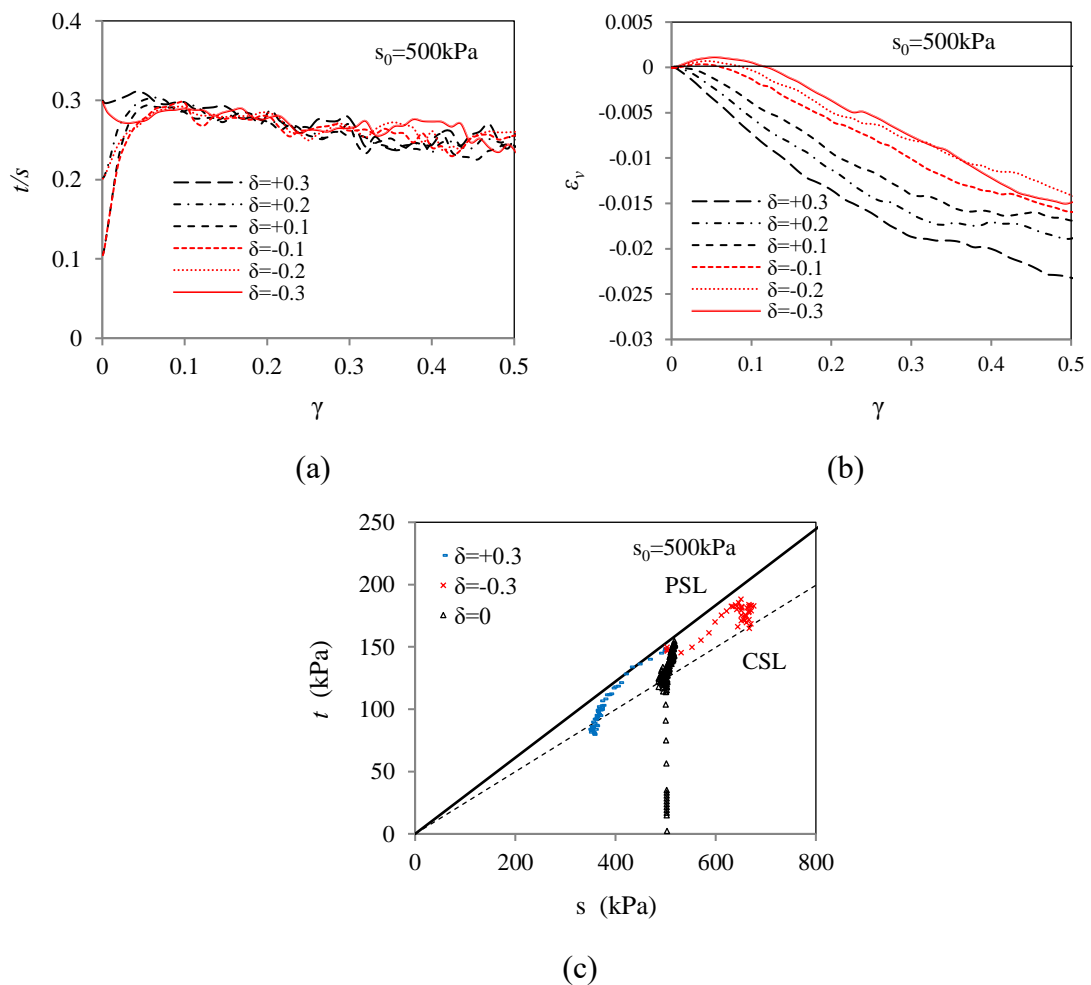 0.4
0.3
0.2
0.1
0
t/s
s₀=500kPa
δ=+0.3
δ=+0.2
δ=+0.1
δ=-0.1
δ=-0.2
δ=-0.3
0 0.1 0.2 0.3 0.4 0.5
γ
(a)
0.005
0
-0.005
-0.01
-0.015
-0.02
-0.025
-0.03
εᵥ
s₀=500kPa
δ=+0.3
δ=+0.2
δ=+0.1
δ=-0.1
δ=-0.2
δ=-0.3
0 0.1 0.2 0.3 0.4 0.5
γ
(b)
250
200
150
100
50
0
t (kPa)
δ=+0.3
δ=-0.3
δ=0
s₀=500kPa
PSL
CSL
0 200 400 600 800
s (kPa)
(c)